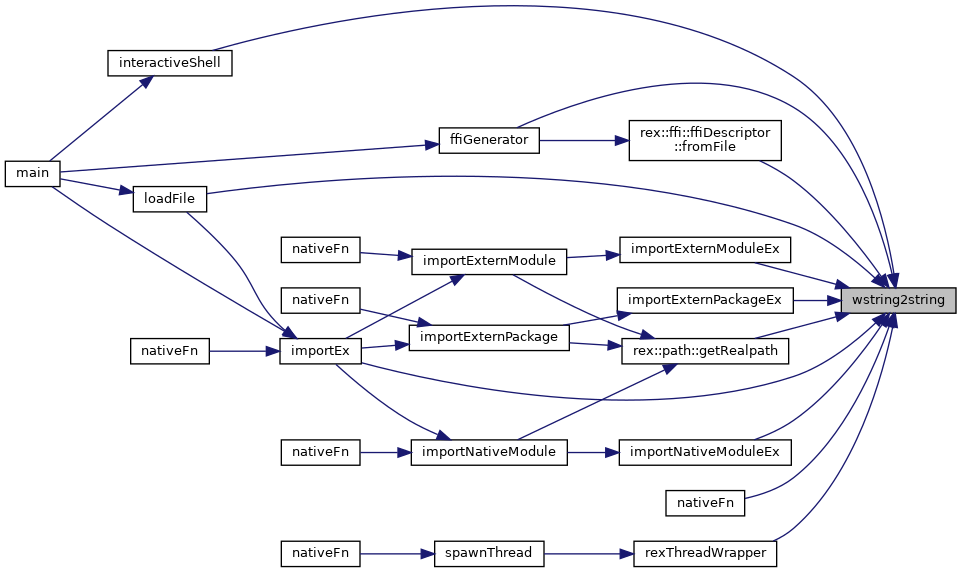 interactiveShell
ffiGenerator
rex::ffi::ffiDescriptor
::fromFile
main
loadFile
nativeFn
importExternModule
importExternModuleEx
nativeFn
importExternPackageEx
wstring2string
importExternPackage
nativeFn
importEx
rex::path::getRealpath
nativeFn
importNativeModule
importNativeModuleEx
nativeFn
nativeFn
spawnThread
rexThreadWrapper